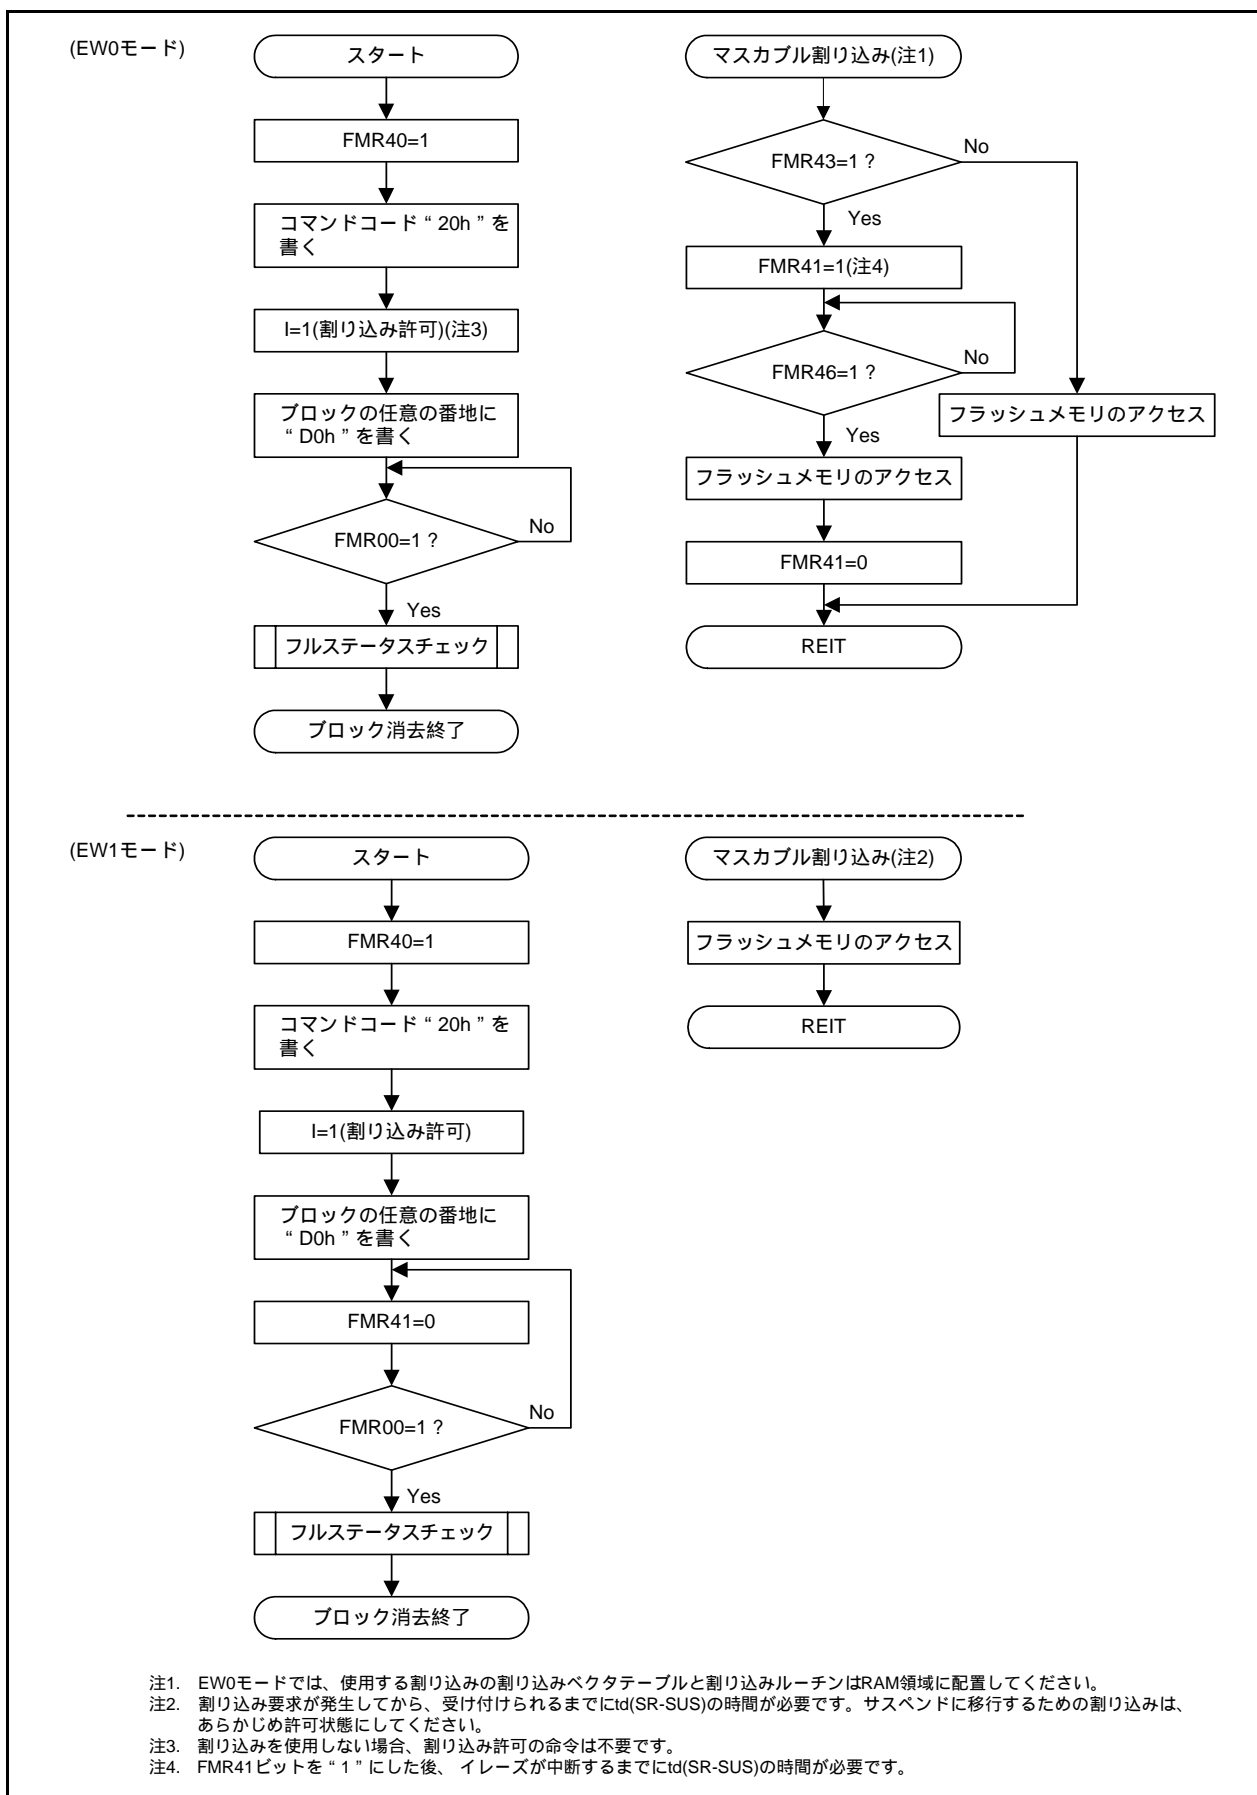 (EW0モード)
スタート
FMR40=1
コマンドコード“20h”を
書く
I=1(割り込み許可)(注3)
ブロックの任意の番地に
“D0h”を書く
FMR00=1 ?
No
Yes
フルステータスチェック
ブロック消去終了
マスカブル割り込み(注1)
FMR43=1 ?
No
Yes
FMR41=1(注4)
FMR46=1 ?
No
Yes
フラッシュメモリのアクセス
フラッシュメモリのアクセス
FMR41=0
REIT
(EW1モード)
スタート
FMR40=1
コマンドコード“20h”を
書く
I=1(割り込み許可)
ブロックの任意の番地に
“D0h”を書く
FMR41=0
FMR00=1 ?
No
Yes
フルステータスチェック
ブロック消去終了
マスカブル割り込み(注2)
フラッシュメモリのアクセス
REIT
注1. EW0モードでは、使用する割り込みの割り込みベクタテーブルと割り込みルーチンはRAM領域に配置してください。
注2. 割り込み要求が発生してから、受け付けられるまでにtd(SR-SUS)の時間が必要です。サスペンドに移行するための割り込みは、
あらかじめ許可状態にしてください。
注3. 割り込みを使用しない場合、割り込み許可の命令は不要です。
注4. FMR41ビットを“1”にした後、イレーズが中断するまでにtd(SR-SUS)の時間が必要です。